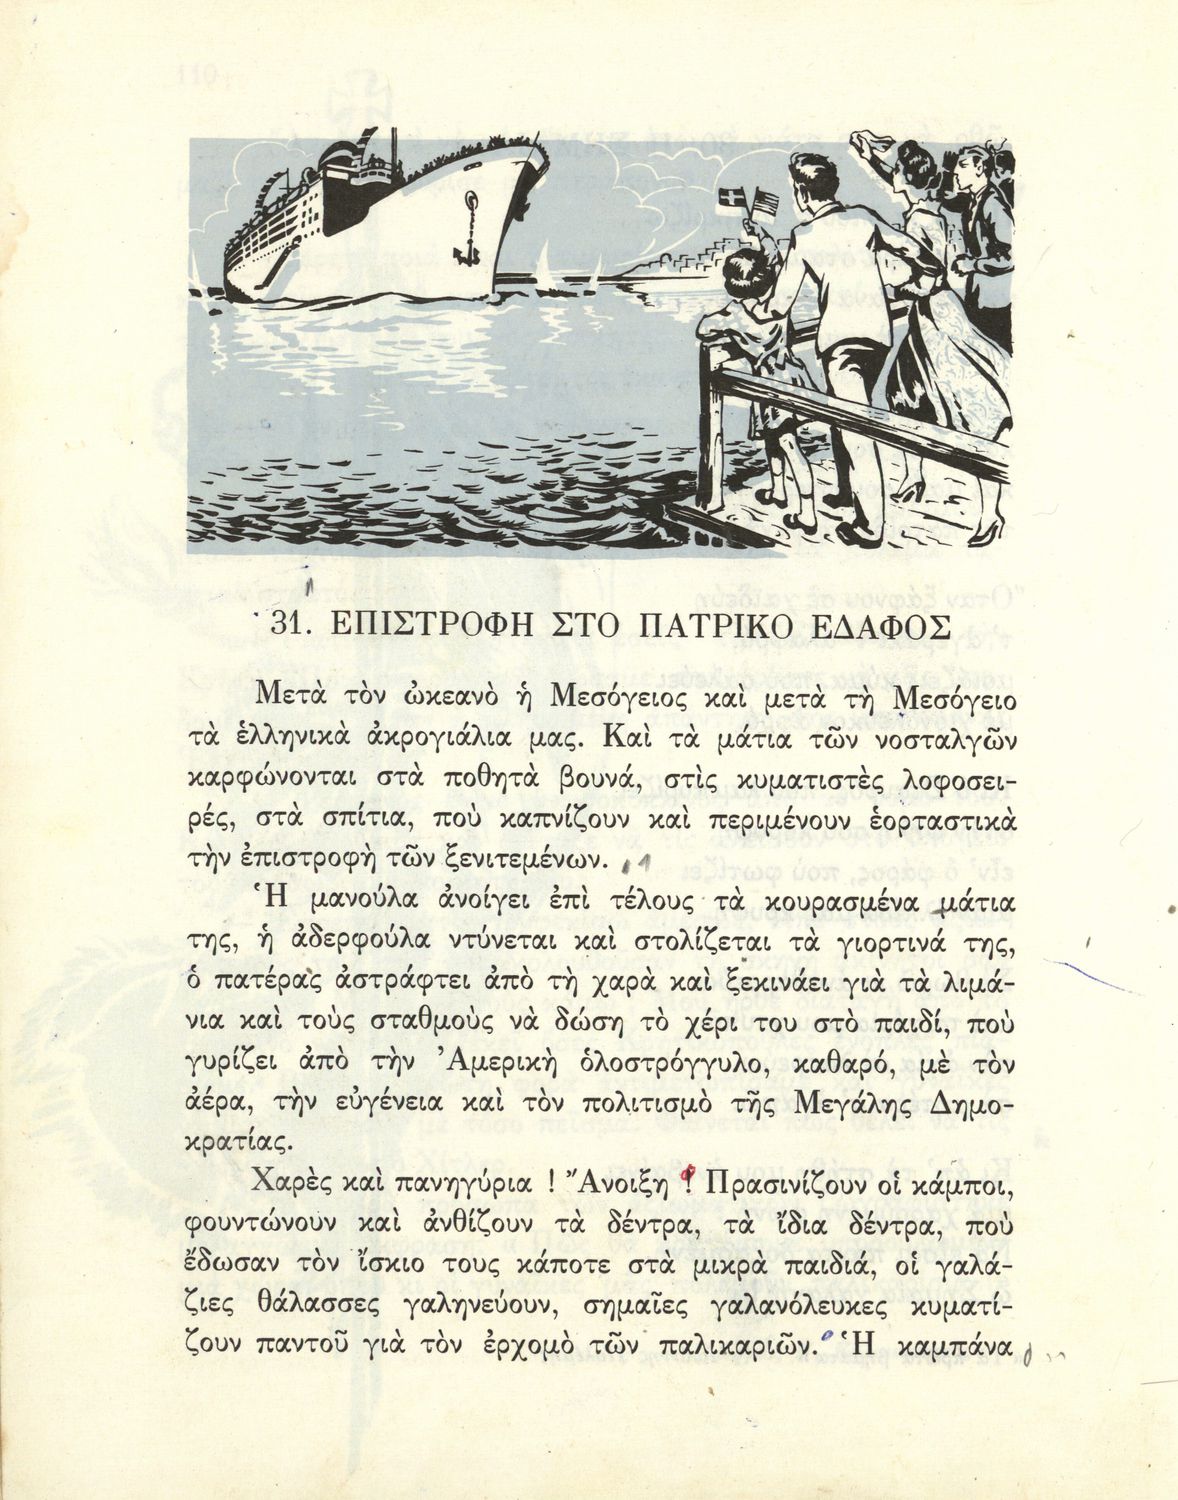 31. ΕΠΙΣΤΡΟΦΗ ΣΤΟ ΠΑΤΡΙΚΟ ΕΔΑΦΟΣ
Μετὰ τὸν ὠκεανὸ ἡ Μεσόγειος καὶ μετὰ τὴ Μεσόγειο
τὰ ἑλληνικὰ ἀκρογιάλια μας. Καὶ τὰ μάτια τῶν νοσταλγῶν
καρφώνονται στὰ ποθητὰ βουνά, στὶς κυματιστὲς λοφοσει-
ρές, στὰ σπίτια, ποὺ καπνίζουν καὶ περιμένουν ἑορταστικὰ
τὴν ἐπιστροφὴ τῶν ξενιτεμένων.
Ἡ μανούλα ἀνοίγει ἐπὶ τέλους τὰ κουρασμένα μάτια
της, ἡ ἀδερφούλα ντύνεται καὶ στολίζεται τὰ γιορτινά της,
ὁ πατέρας ἀστράφτει ἀπὸ τὴ χαρὰ καὶ ξεκινάει γιὰ τὰ λιμά-
νια καὶ τοὺς σταθμοὺς νὰ δώση τὸ χέρι του στὸ παιδί, ποὺ
γυρίζει ἀπὸ τὴν Ἀμερικὴ ὁλοστρόγγυλο, καθαρό, μὲ τὸν
ἀέρα, τὴν εὐγένεια καὶ τὸν πολιτισμὸ τῆς Μεγάλης Δημο-
κρατίας.
Χαρὲς καὶ πανηγύρια ! Ἄνοιξη ! Πρασινίζουν οἱ κάμποι,
φουντώνουν καὶ ἀνθίζουν τὰ δέντρα, τὰ ἴδια δέντρα, ποὺ
ἔδωσαν τὸν ἴσκιο τους κάποτε στὰ μικρὰ παιδιά, οἱ γαλά-
ζιες θάλασσες γαληνεύουν, σημαῖες γαλανόλευκες κυματί-
ζουν παντοῦ γιὰ τὸν ἐρχομὸ τῶν παλικαριῶν. Ἡ καμπάνα